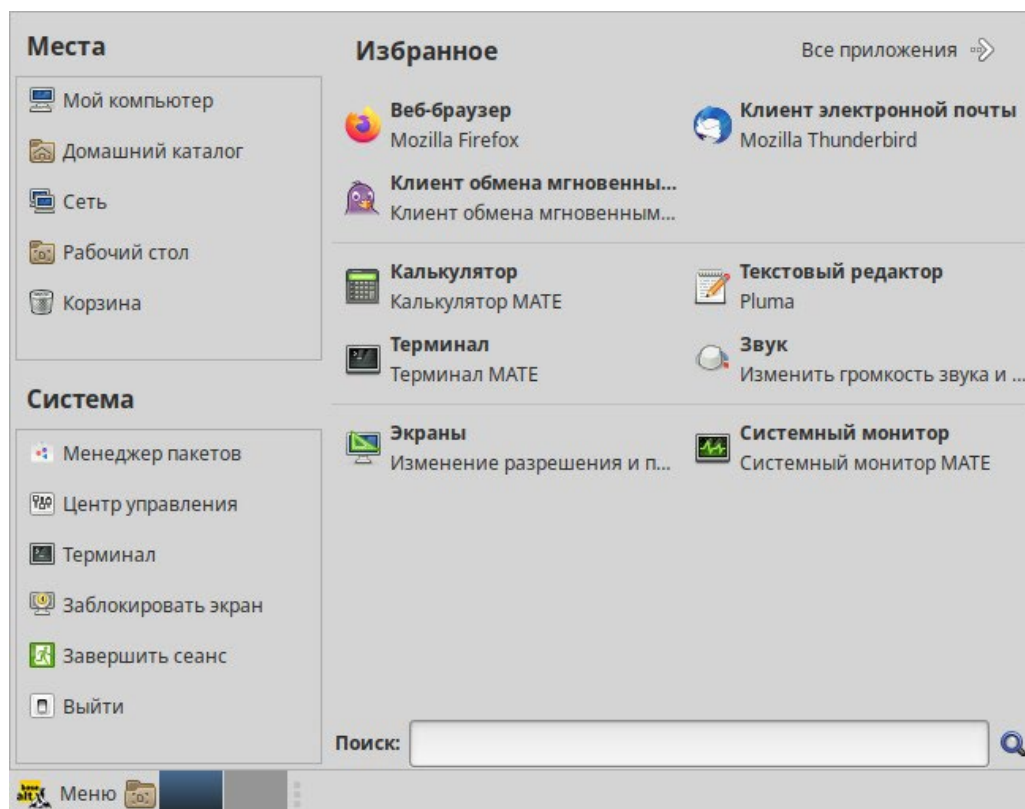 Места
Мой компьютер
Домашний каталог
Сеть
Рабочий стол
Корзина
Система
Менеджер пакетов
Центр управления
Терминал
Заблокировать экран
Завершить сеанс
Выйти
Избранное
Все приложения
Веб-браузер
Mozilla Firefox
Клиент электронной почты
Mozilla Thunderbird
Клиент обмена мгновенны...
Клиент обмена мгновенным...
Калькулятор
Калькулятор MATE
Текстовый редактор
Pluma
Терминал
Терминал MATE
Звук
Изменить громкость звука и ...
Экраны
Изменение разрешения и п...
Системный монитор
Системный монитор MATE
Поиск:
base
alt
Меню